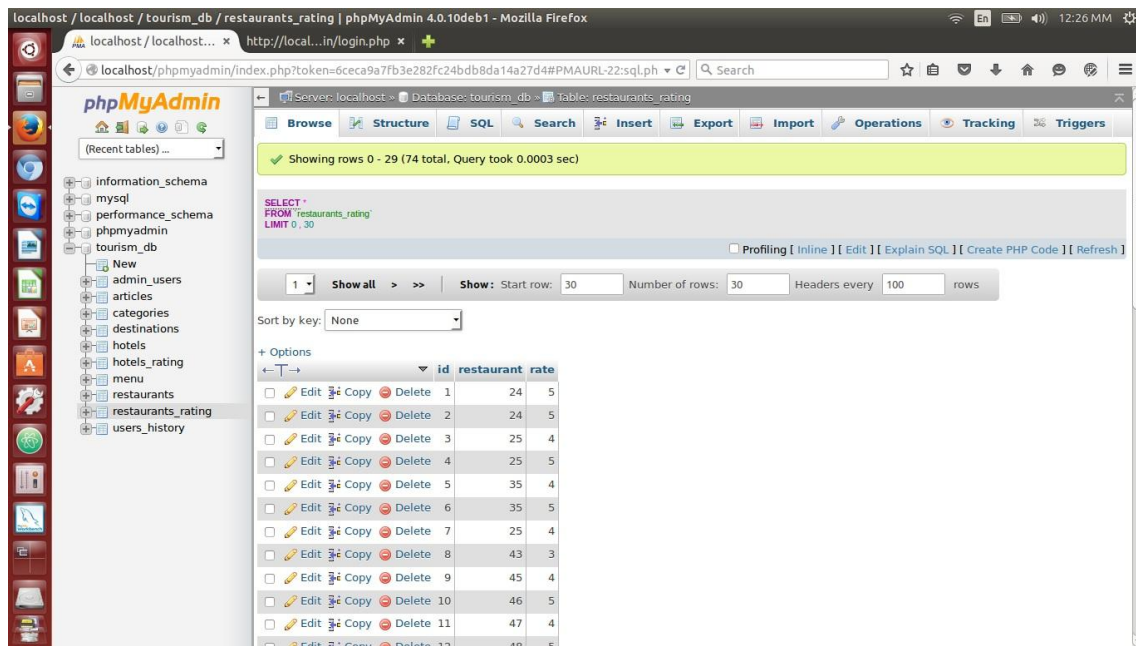 localhost / localhost / tourism_db / restaurants_rating | phpMyAdmin 4.0.10deb1 - Mozilla Firefox En 12:26 ΜΜ
localhost / localhost... × http://local...in/login.php ×
localhost/phpmyadmin/index.php?token=6ceca9a7fb3e282fc24bdb8da14a27d4#PMAURL-22:sql.ph Search
phpMyAdmin
(Recent tables) ...
information_schema
mysql
performance_schema
phpmyadmin
tourism_db
New
admin_users
articles
categories
destinations
hotels
hotels_rating
menu
restaurants
restaurants_rating
users_history
Server: localhost » Database: tourism_db » Table: restaurants_rating
Browse Structure SQL Search Insert Export Import Operations Tracking Triggers
Showing rows 0 - 29 (74 total, Query took 0.0003 sec)
SELECT *
FROM `restaurants_rating`
LIMIT 0 , 30
Profiling [ Inline ] [ Edit ] [ Explain SQL ] [ Create PHP Code ] [ Refresh ]
1 Show all > >> Show: Start row: 30 Number of rows: 30 Headers every 100 rows
Sort by key: None
+ Options
←T→ id restaurant rate
Edit Copy Delete 1 24 5
Edit Copy Delete 2 24 5
Edit Copy Delete 3 25 4
Edit Copy Delete 4 25 5
Edit Copy Delete 5 35 4
Edit Copy Delete 6 35 5
Edit Copy Delete 7 25 4
Edit Copy Delete 8 43 3
Edit Copy Delete 9 45 4
Edit Copy Delete 10 46 5
Edit Copy Delete 11 47 4
Edit Copy Delete 12